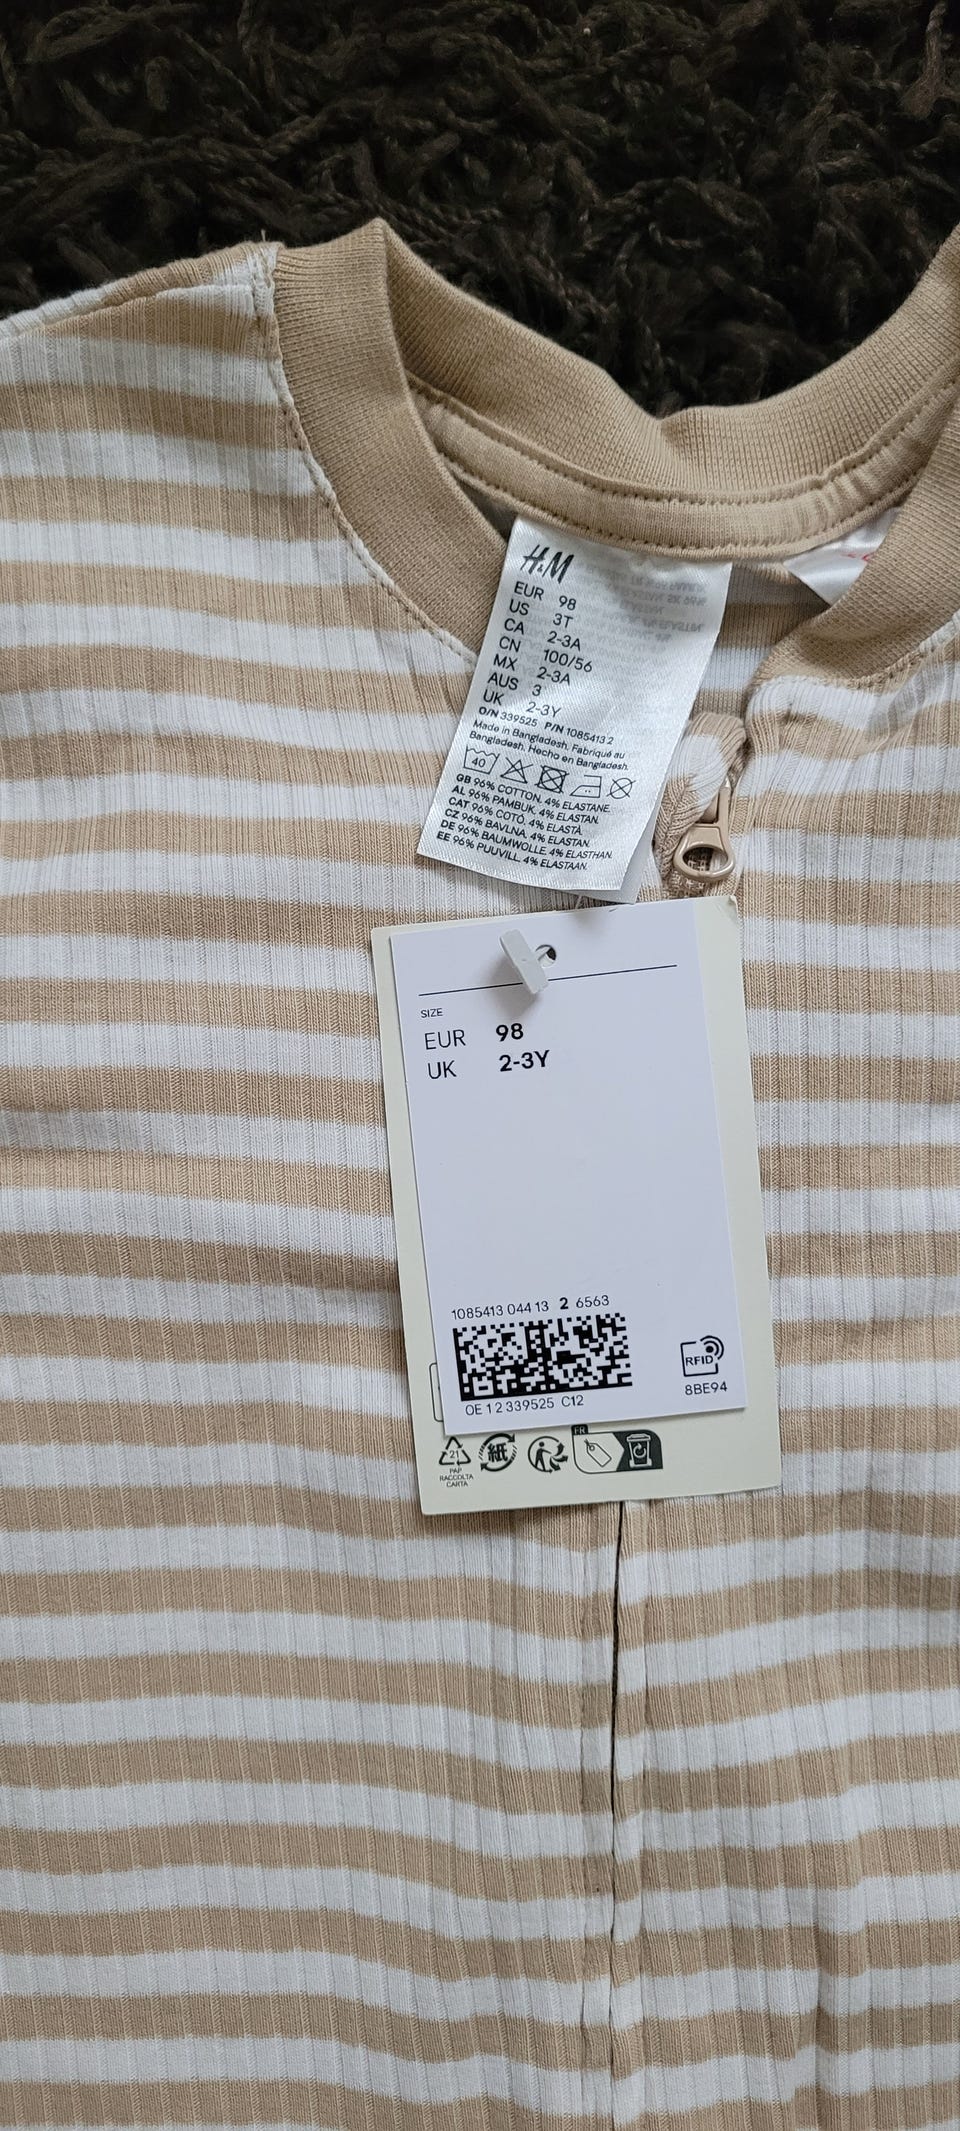 H&M
EUR 98
US 3T
CA 2-3A
CN 100/56
MX 2-3A
AUS 3
UK 2-3Y
O/N 339525 P/N 1085413 2
Made in Bangladesh. Fabriqué au
Bangladesh. Hecho en Bangladesh.
40
GB 96% COTTON, 4% ELASTANE.
AL 96% PAMBUK, 4% ELASTAN.
CAT 96% COTÓ, 4% ELASTÀ.
CZ 96% BAVLNA, 4% ELASTAN.
DE 96% BAUMWOLLE, 4% ELASTHAN.
EE 96% PUUVILL, 4% ELASTAAN.
SIZE
EUR 98
UK 2-3Y
1085413 044 13 2 6563
RFID
8BE94
OE 1 2 339525 C12
FR
21
PAP
RACCOLTA
CARTA
紙